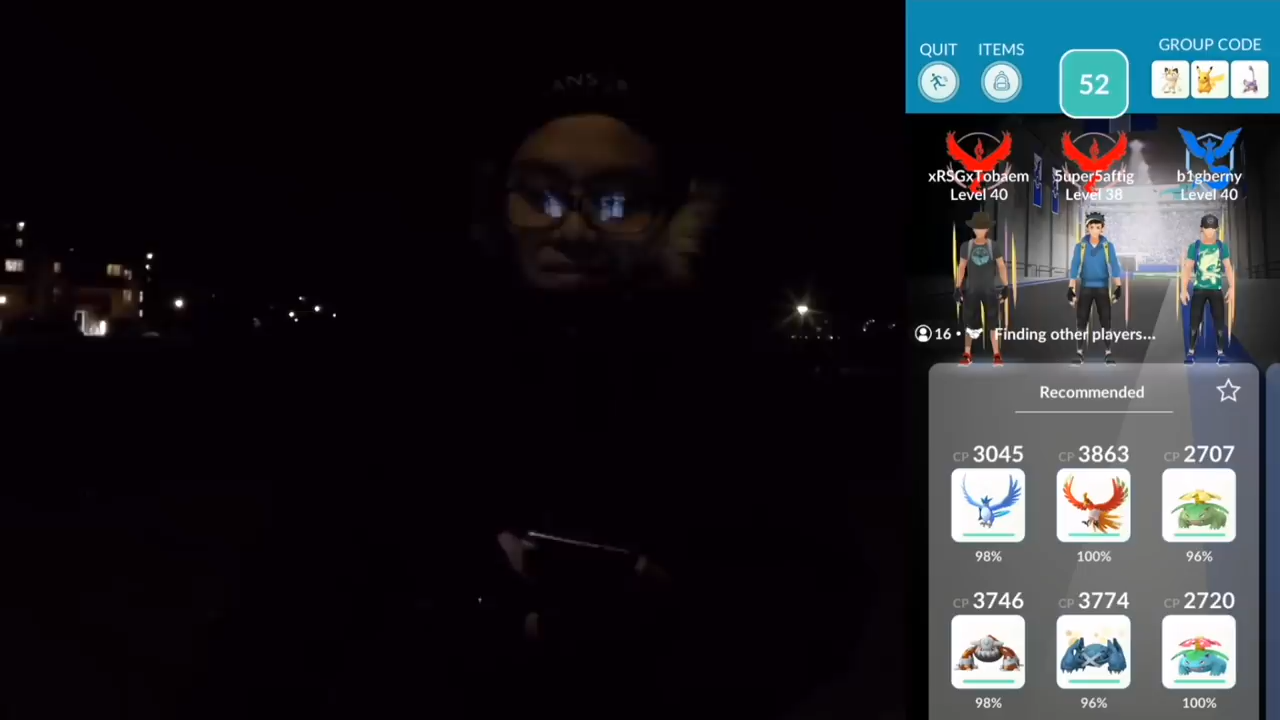 QUIT
ITEMS
52
GROUP CODE
xRSGxTobaem
Level 40
5uper5aftig
Level 38
b1gberny
Level 40
16 • Finding other players...
Recommended
CP 3045
CP 3863
CP 2707
98%
100%
96%
CP 3746
CP 3774
CP 2720
98%
96%
100%